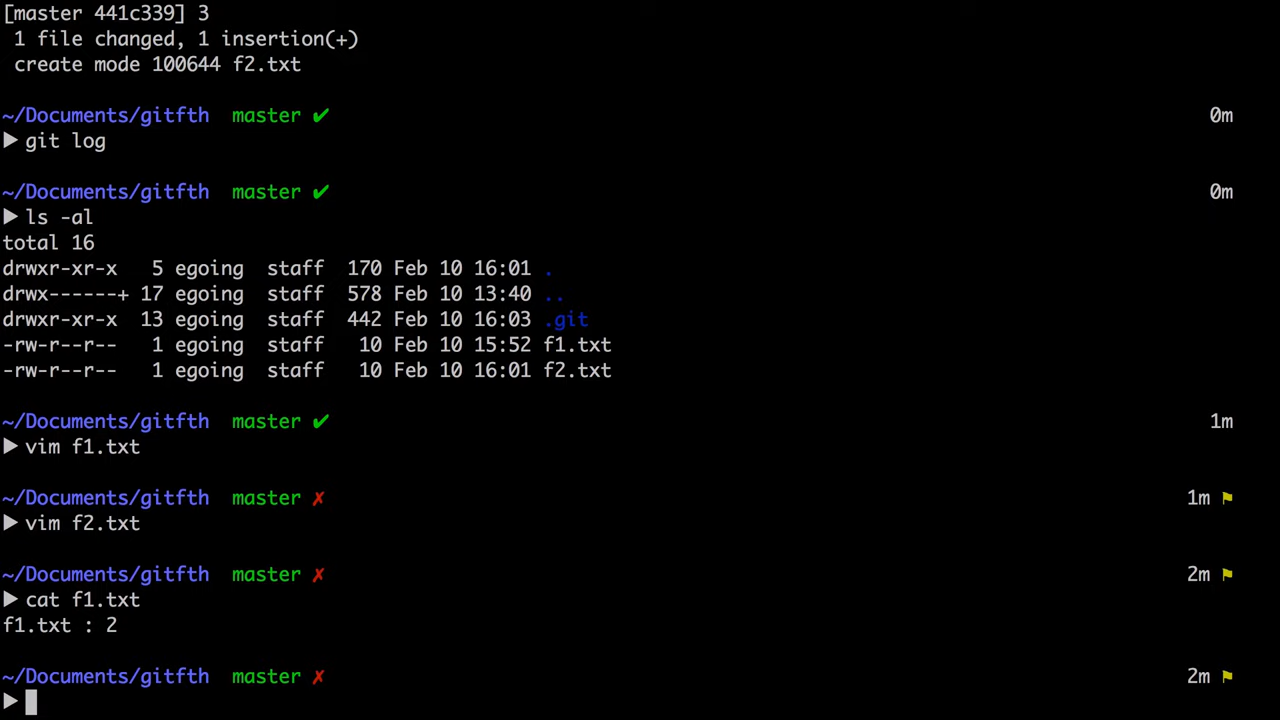 [master 441c339] 3
 1 file changed, 1 insertion(+)
 create mode 100644 f2.txt
~/Documents/gitfth  master ✔ 0m
▶ git log
~/Documents/gitfth  master ✔ 0m
▶ ls -al
total 16
drwxr-xr-x   5 egoing  staff  170 Feb 10 16:01 .
drwx------+ 17 egoing  staff  578 Feb 10 13:40 ..
drwxr-xr-x  13 egoing  staff  442 Feb 10 16:03 .git
-rw-r--r--   1 egoing  staff   10 Feb 10 15:52 f1.txt
-rw-r--r--   1 egoing  staff   10 Feb 10 16:01 f2.txt
~/Documents/gitfth  master ✔ 1m
▶ vim f1.txt
~/Documents/gitfth  master ✗ 1m ⚑
▶ vim f2.txt
~/Documents/gitfth  master ✗ 2m ⚑
▶ cat f1.txt
f1.txt : 2
~/Documents/gitfth  master ✗ 2m ⚑
▶